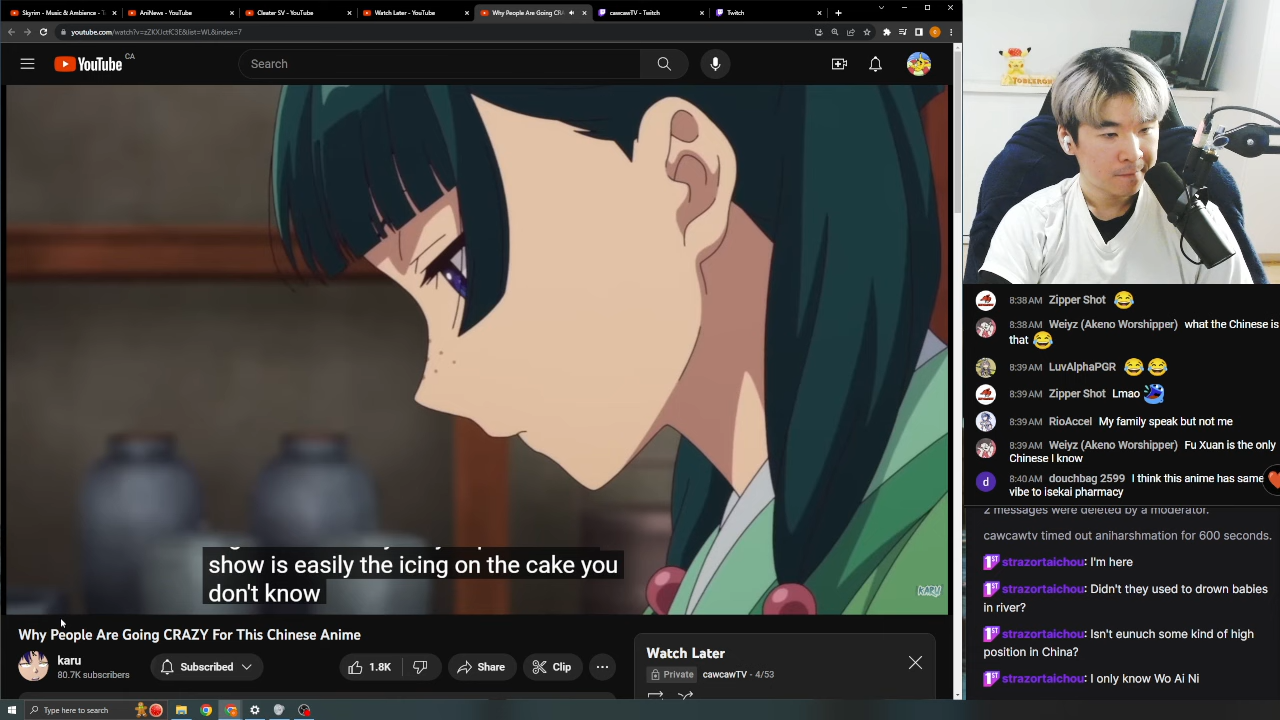 Skyrim - Music & Ambience - T
AniNews - YouTube
Cleater SV - YouTube
Watch Later - YouTube
Why People Are Going CR
cawcawTV - Twitch
Twitch
youtube.com/watch?v=zZKXJctfC3E&list=WL&index=7
YouTube CA
Search
show is easily the icing on the cake you
don't know
KARU
Why People Are Going CRAZY For This Chinese Anime
karu
80.7K subscribers
Subscribed
1.8K
Share
Clip
Watch Later
Private cawcawTV - 4/53
Type here to search
8:38 AM Zipper Shot 😂
8:38 AM Weiyz (Akeno Worshipper) what the Chinese is
that 😂
8:39 AM LuvAlphaPGR 😂😂
8:39 AM Zipper Shot Lmao
8:39 AM RioAccel My family speak but not me
8:39 AM Weiyz (Akeno Worshipper) Fu Xuan is the only
Chinese I know
d 8:40 AM douchbag 2599 I think this anime has same
vibe to isekai pharmacy
2 messages were deleted by a moderator.
cawcawtv timed out aniharshmation for 600 seconds.
1ST strazortaichou: I'm here
1ST strazortaichou: Didn't they used to drown babies
in river?
1ST strazortaichou: Isn't eunuch some kind of high
position in China?
1ST strazortaichou: I only know Wo Ai Ni